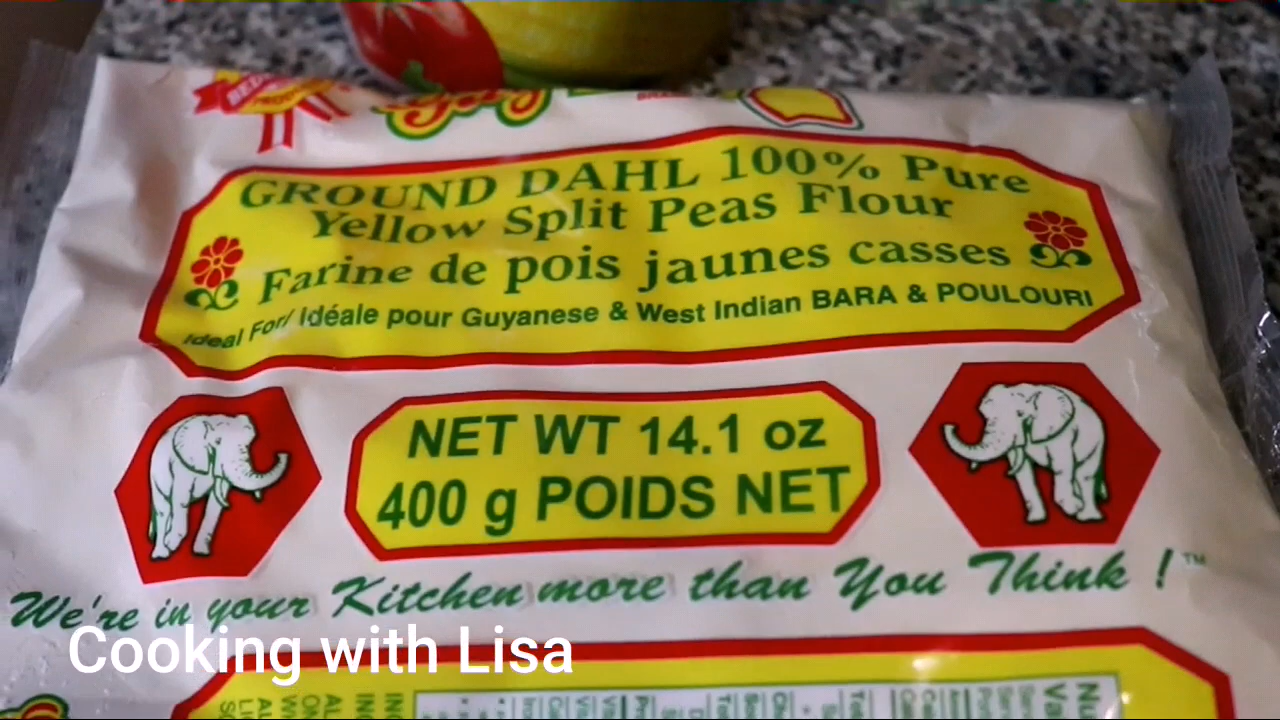 GROUND DAHL 100% Pure
Yellow Split Peas Flour
Farine de pois jaunes casses
Ideal For/ Idéale pour Guyanese & West Indian BARA & POULOURI
NET WT 14.1 oz
400 g POIDS NET
We're in your Kitchen more than You Think ! ™
Cooking with Lisa